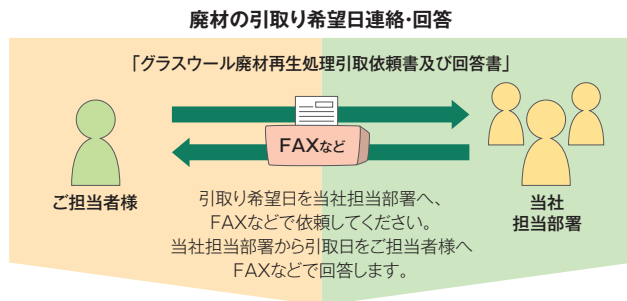 廃材の引取り希望日連絡・回答
「グラスウール廃材再生処理引取依頼書及び回答書」
FAXなど
ご担当者様
当社
担当部署
引取り希望日を当社担当部署へ、
FAXなどで依頼してください。
当社担当部署から引取日をご担当者様へ
FAXなどで回答します。